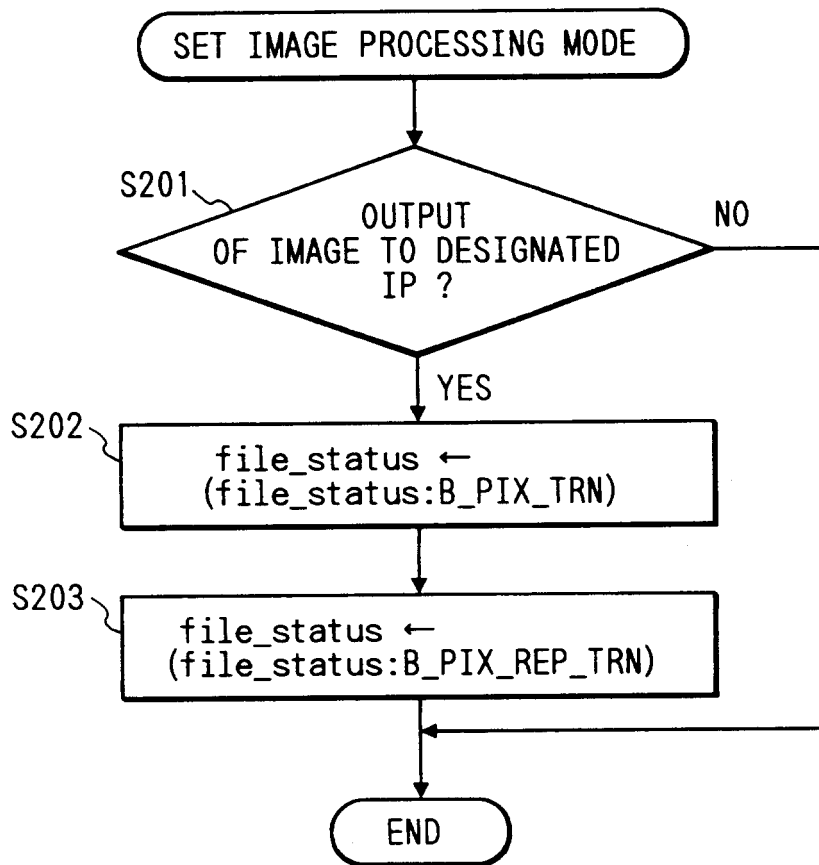 SET IMAGE PROCESSING MODE
S201
OUTPUT
OF IMAGE TO DESIGNATED
IP ?
NO
YES
S202
file_status ←
(file_status:B_PIX_TRN)
S203
file_status ←
(file_status:B_PIX_REP_TRN)
END